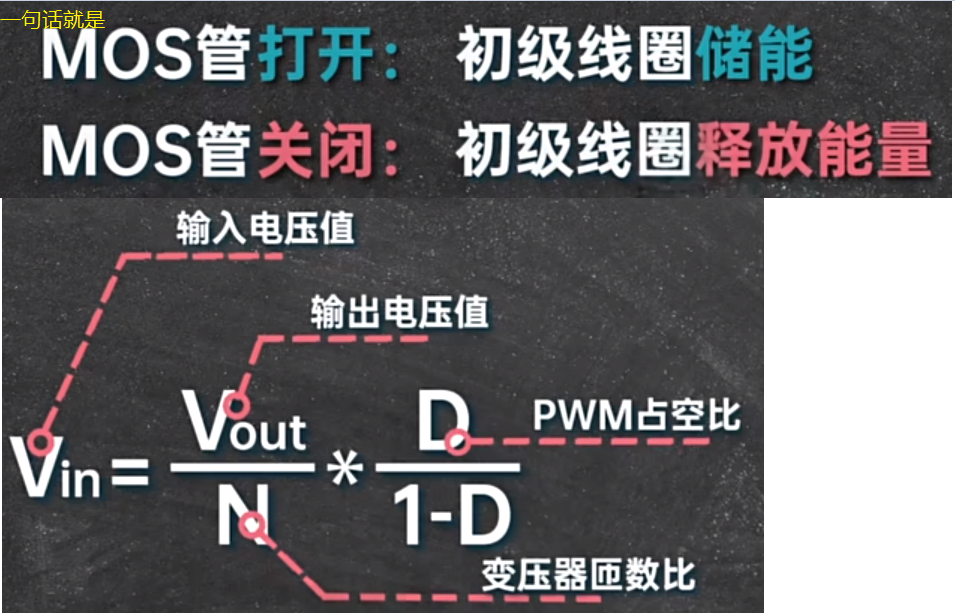 一句话就是
MOS管打开： 初级线圈储能
MOS管关闭： 初级线圈释放能量
输入电压值
输出电压值
PWM占空比
Vin = Vout/N * D/1-D
变压器匝数比